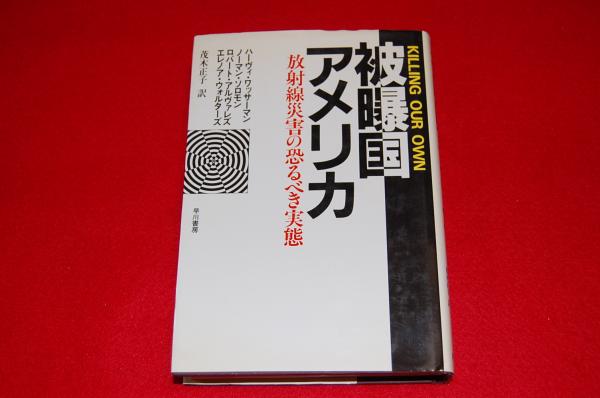 KILLING OUR OWN
被曝国
アメリカ
放射線災害の恐るべき実態
ハーヴィ・ワッサーマン
ノーマン・ソロモン
ロバート・アルヴァレズ
エレノア・ウォルターズ
茂木正子 訳
早川書房